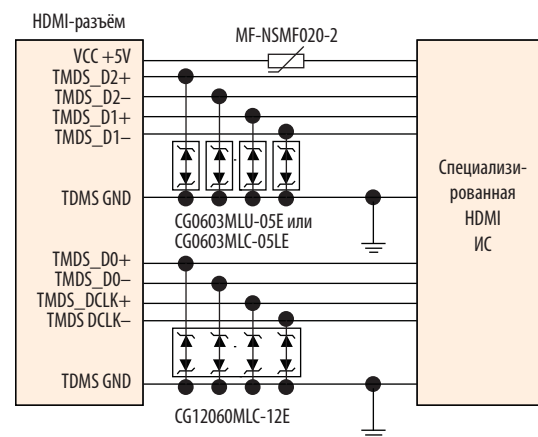 HDMI-разъём
MF-NSMF020-2
VCC +5V
TMDS_D2+
TMDS_D2–
TMDS_D1+
TMDS_D1–
TDMS GND
CG0603MLU-05E или
CG0603MLC-05LE
Специализи-
рованная
HDMI
ИС
TMDS_D0+
TMDS_D0–
TMDS_DCLK+
TMDS DCLK–
TDMS GND
CG12060MLC-12E